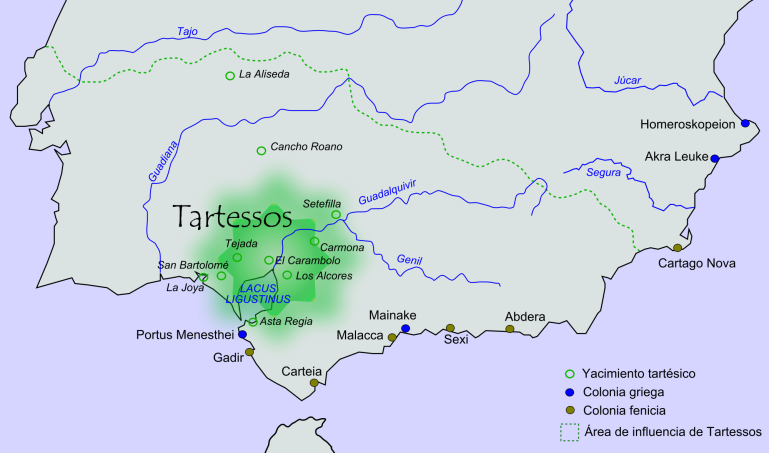 Tajo
La Aliseda
Júcar
Homeroskopeion
Cancho Roano
Akra Leuke
Guadiana
Segura
Guadalquivir
Setefilla
Tartessos
Tejada
Carmona
El Carambolo
Genil
Cartago Nova
San Bartolomé
Los Alcores
La Joya
LACUS
LIGUSTINUS
Asta Regia
Mainake
Abdera
Portus Menesthei
Malacca
Sexi
Gadir
Carteia
Yacimiento tartésico
Colonia griega
Colonia fenicia
Área de influencia de Tartessos